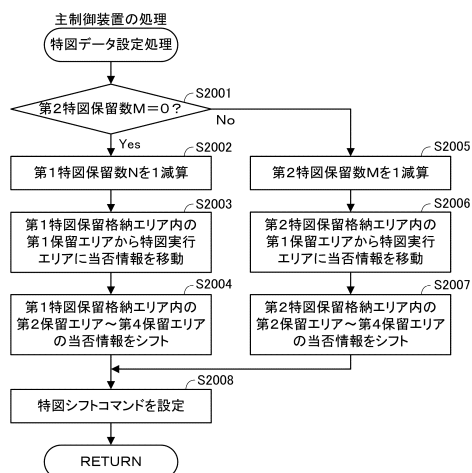 主制御装置の処理
特図データ設定処理
S2001
第2特図保留数M=0?
No
Yes
S2002
第1特図保留数Nを1減算
S2005
第2特図保留数Mを1減算
S2003
第1特図保留格納エリア内の
第1保留エリアから特図実行
エリアに当否情報を移動
S2006
第2特図保留格納エリア内の
第1保留エリアから特図実行
エリアに当否情報を移動
S2004
第1特図保留格納エリア内の
第2保留エリア~第4保留エリア
の当否情報をシフト
S2007
第2特図保留格納エリア内の
第2保留エリア~第4保留エリア
の当否情報をシフト
S2008
特図シフトコマンドを設定
RETURN